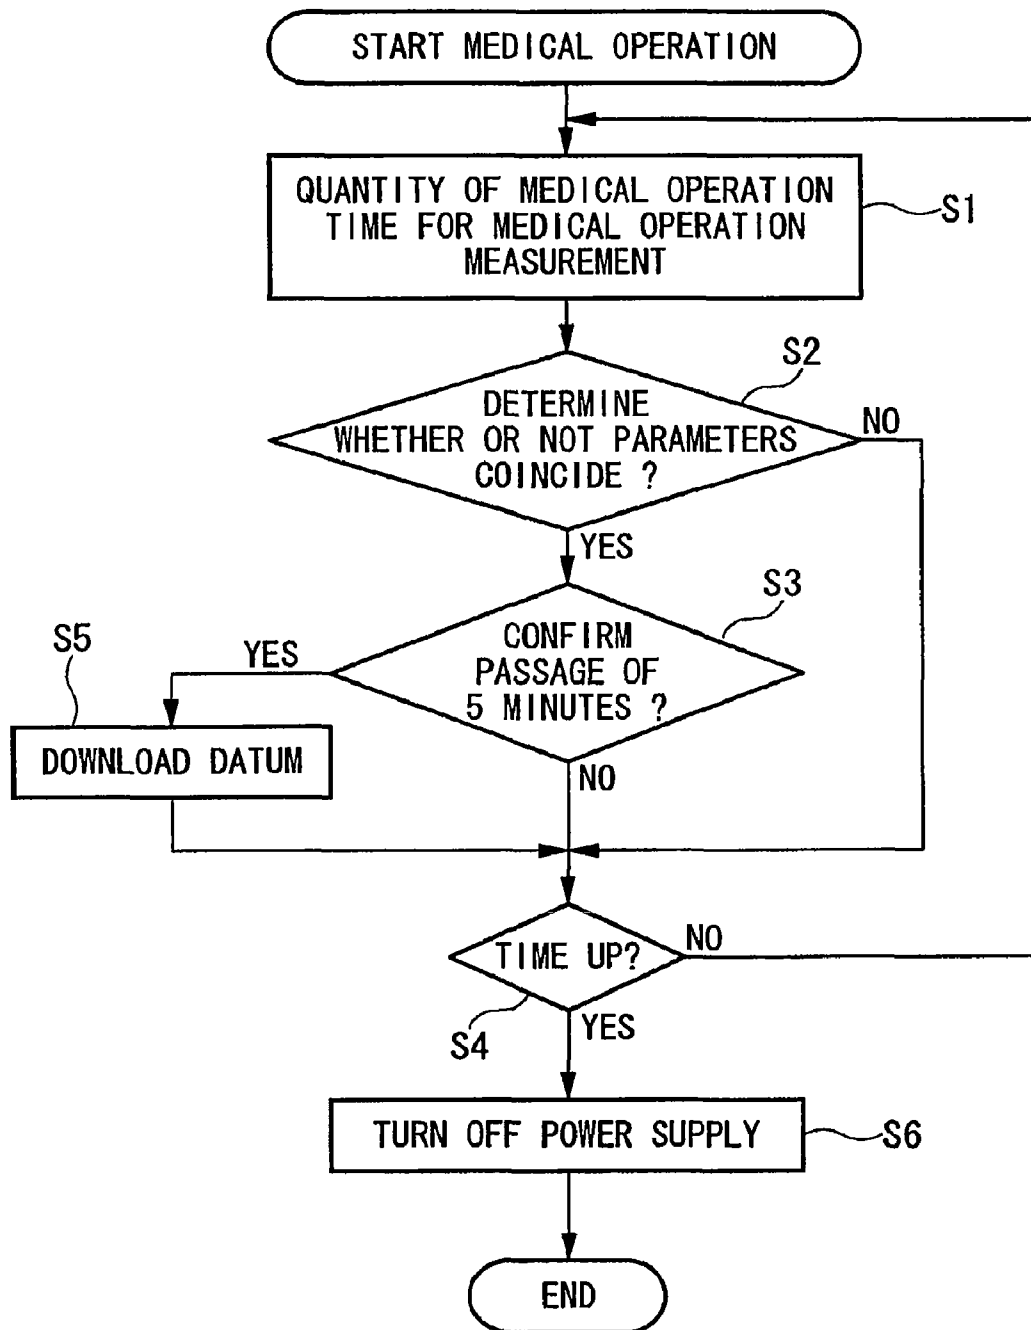 START MEDICAL OPERATION
QUANTITY OF MEDICAL OPERATION
TIME FOR MEDICAL OPERATION
MEASUREMENT
S1
S2
DETERMINE
WHETHER OR NOT PARAMETERS
COINCIDE ?
NO
YES
S3
CONFIRM
PASSAGE OF
5 MINUTES ?
YES
S5
DOWNLOAD DATUM
NO
TIME UP?
NO
S4
YES
TURN OFF POWER SUPPLY
S6
END